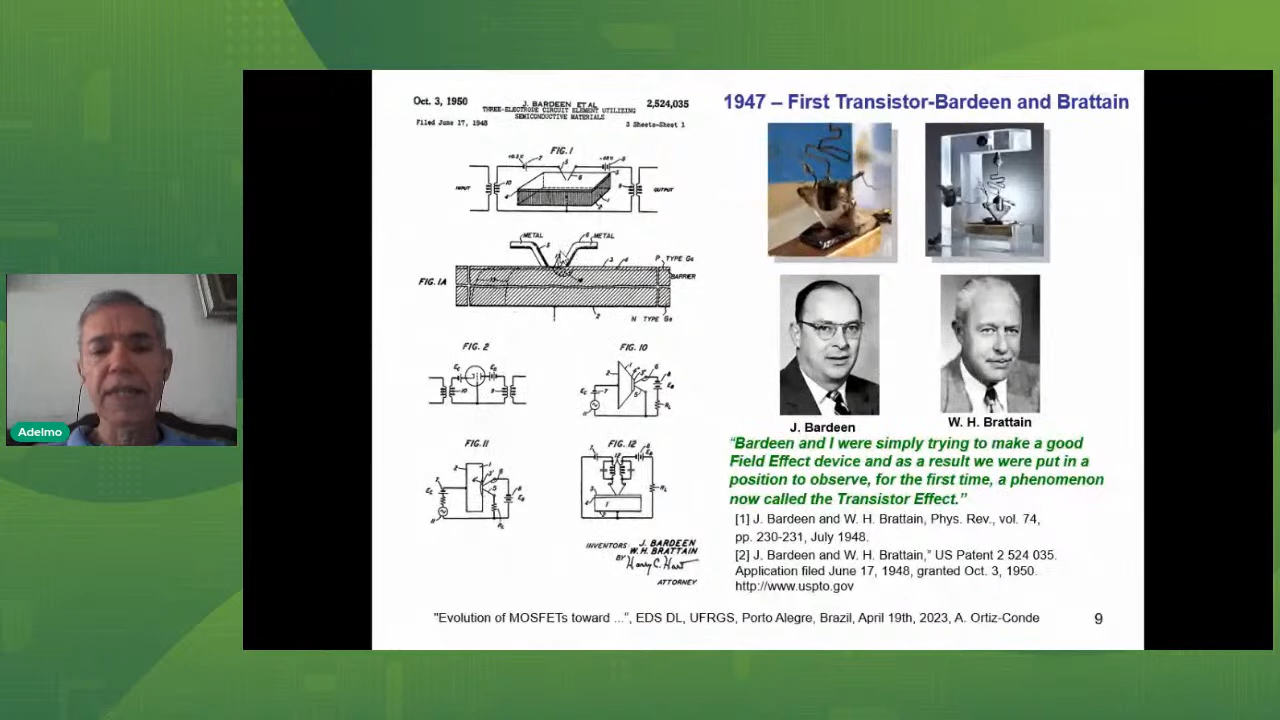 Oct. 3, 1950
J. BARDEEN ET AL
2,524,035
THREE-ELECTRODE CIRCUIT ELEMENT UTILIZING
SEMICONDUCTIVE MATERIALS
Filed June 17, 1948
3 Sheets-Sheet 1
FIG. 1
INPUT
OUTPUT
METAL
METAL
P TYPE Ge
BARRIER
FIG. 1A
N TYPE Ge
FIG. 2
FIG. 10
FIG. 11
FIG. 12
INVENTORS: J. BARDEEN
W. H. BRATTAIN
BY Harry C. Hart
ATTORNEY
1947 – First Transistor-Bardeen and Brattain
J. Bardeen
W. H. Brattain
“Bardeen and I were simply trying to make a good
Field Effect device and as a result we were put in a
position to observe, for the first time, a phenomenon
now called the Transistor Effect.”
[1] J. Bardeen and W. H. Brattain, Phys. Rev., vol. 74,
pp. 230-231, July 1948.
[2] J. Bardeen and W. H. Brattain,” US Patent 2 524 035.
Application filed June 17, 1948, granted Oct. 3, 1950.
http://www.uspto.gov
"Evolution of MOSFETs toward ...“, EDS DL, UFRGS, Porto Alegre, Brazil, April 19th, 2023, A. Ortiz-Conde
9
Adelmo